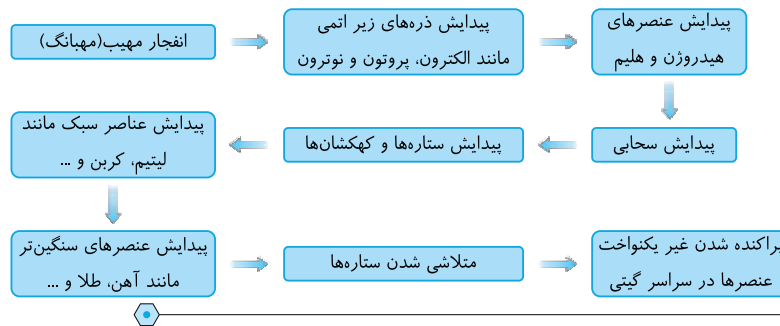 انفجار مهیب(مهبانگ)
پیدایش ذره‌های زیر اتمی
مانند الکترون، پروتون و نوترون
پیدایش عنصرهای
هیدروژن و هلیم
پیدایش سحابی
پیدایش ستاره‌ها و کهکشان‌ها
پیدایش عناصر سبک مانند
لیتیم، کربن و ...
پیدایش عنصرهای سنگین‌تر
مانند آهن، طلا و ...
متلاشی شدن ستاره‌ها
پراکنده شدن غیر یکنواخت
عنصرها در سراسر گیتی